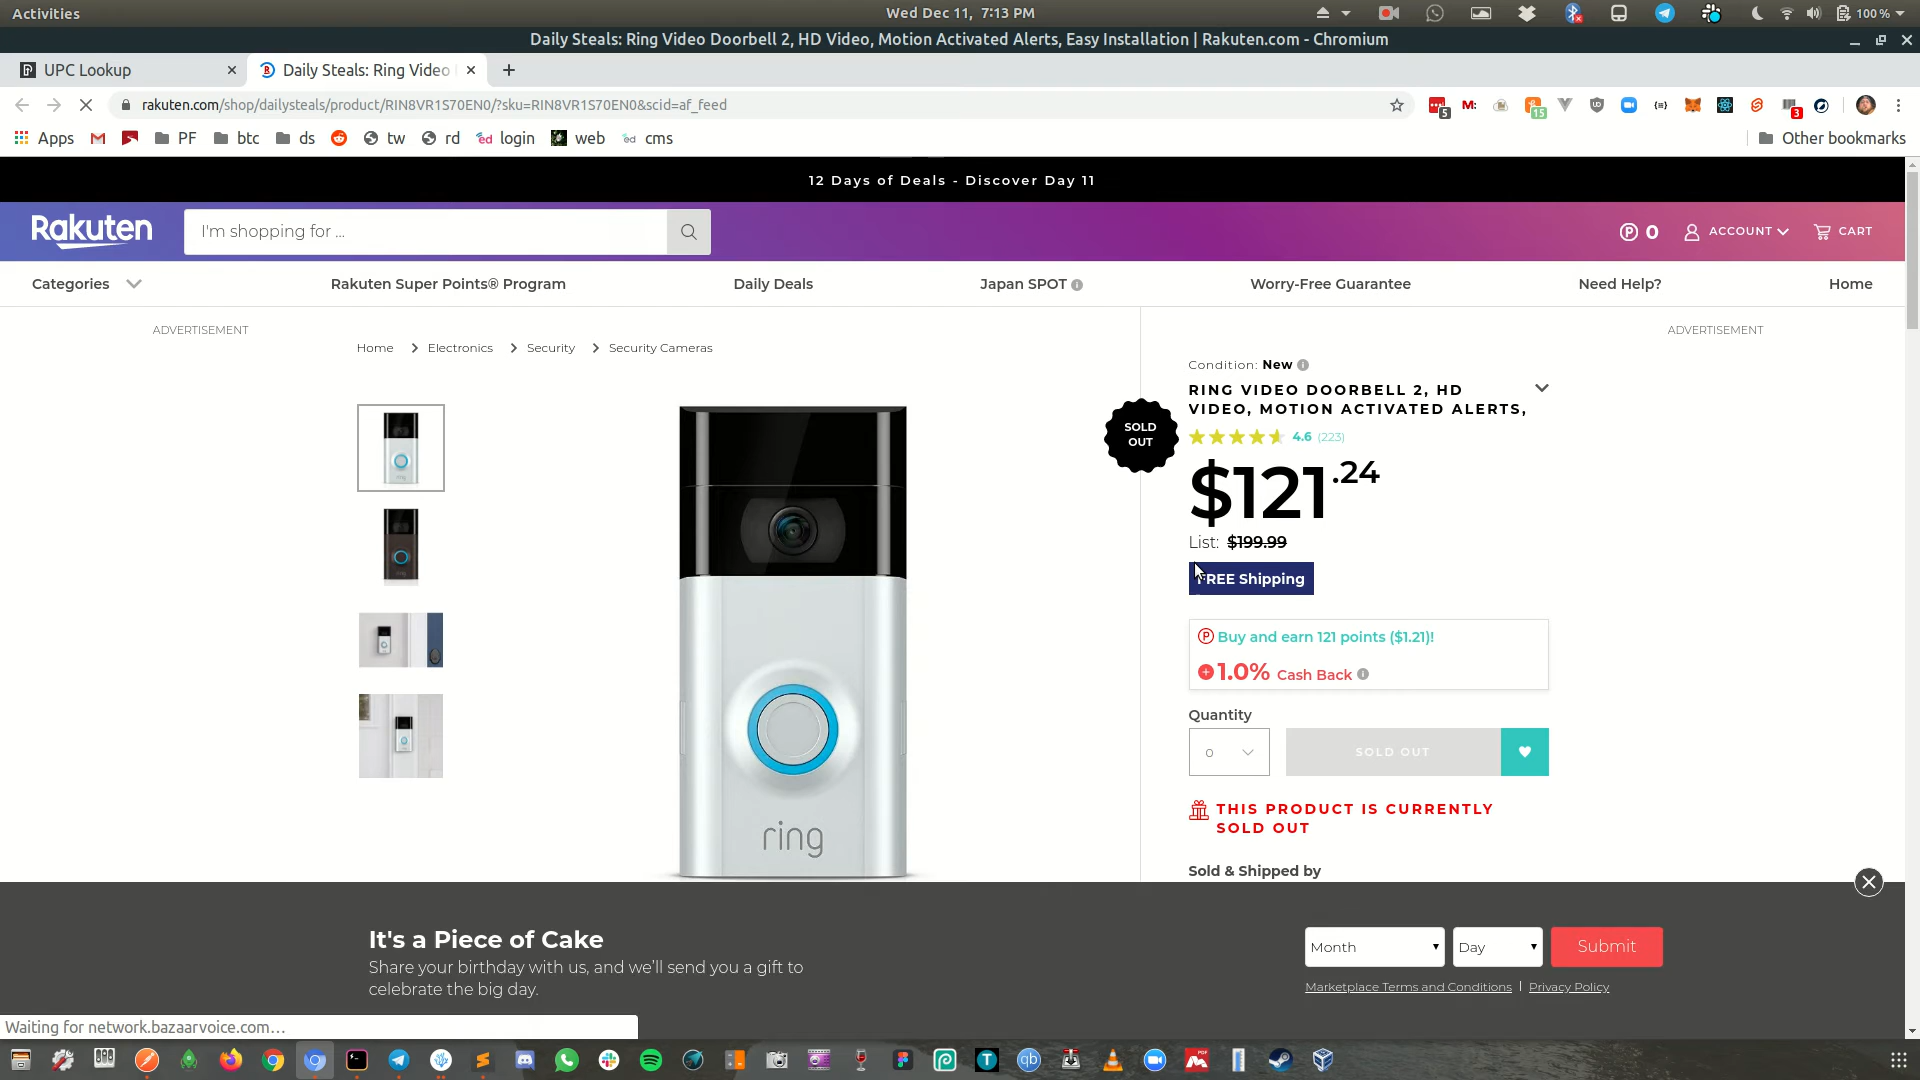 Activities
Wed Dec 11, 7:13 PM
100 %
Daily Steals: Ring Video Doorbell 2, HD Video, Motion Activated Alerts, Easy Installation | Rakuten.com - Chromium
UPC Lookup
Daily Steals: Ring Video
rakuten.com/shop/dailysteals/product/RIN8VR1S70EN0/?sku=RIN8VR1S70EN0&scid=af_feed
5
M:
15
3
Apps
PF
btc
ds
tw
rd
ed login
web
ed cms
Other bookmarks
12 Days of Deals - Discover Day 11
Rakuten
I'm shopping for ...
0
ACCOUNT
CART
Categories
Rakuten Super Points® Program
Daily Deals
Japan SPOT
Worry-Free Guarantee
Need Help?
Home
ADVERTISEMENT
ADVERTISEMENT
Home > Electronics > Security > Security Cameras
Condition: New
RING VIDEO DOORBELL 2, HD
VIDEO, MOTION ACTIVATED ALERTS,
SOLD
OUT
4.6 (223)
$121.24
List: $199.99
FREE Shipping
Buy and earn 121 points ($1.21)!
1.0% Cash Back
Quantity
0
SOLD OUT
THIS PRODUCT IS CURRENTLY
SOLD OUT
Sold & Shipped by
ring
It's a Piece of Cake
Share your birthday with us, and we'll send you a gift to
celebrate the big day.
Month
Day
Submit
Marketplace Terms and Conditions | Privacy Policy
Waiting for network.bazaarvoice.com…